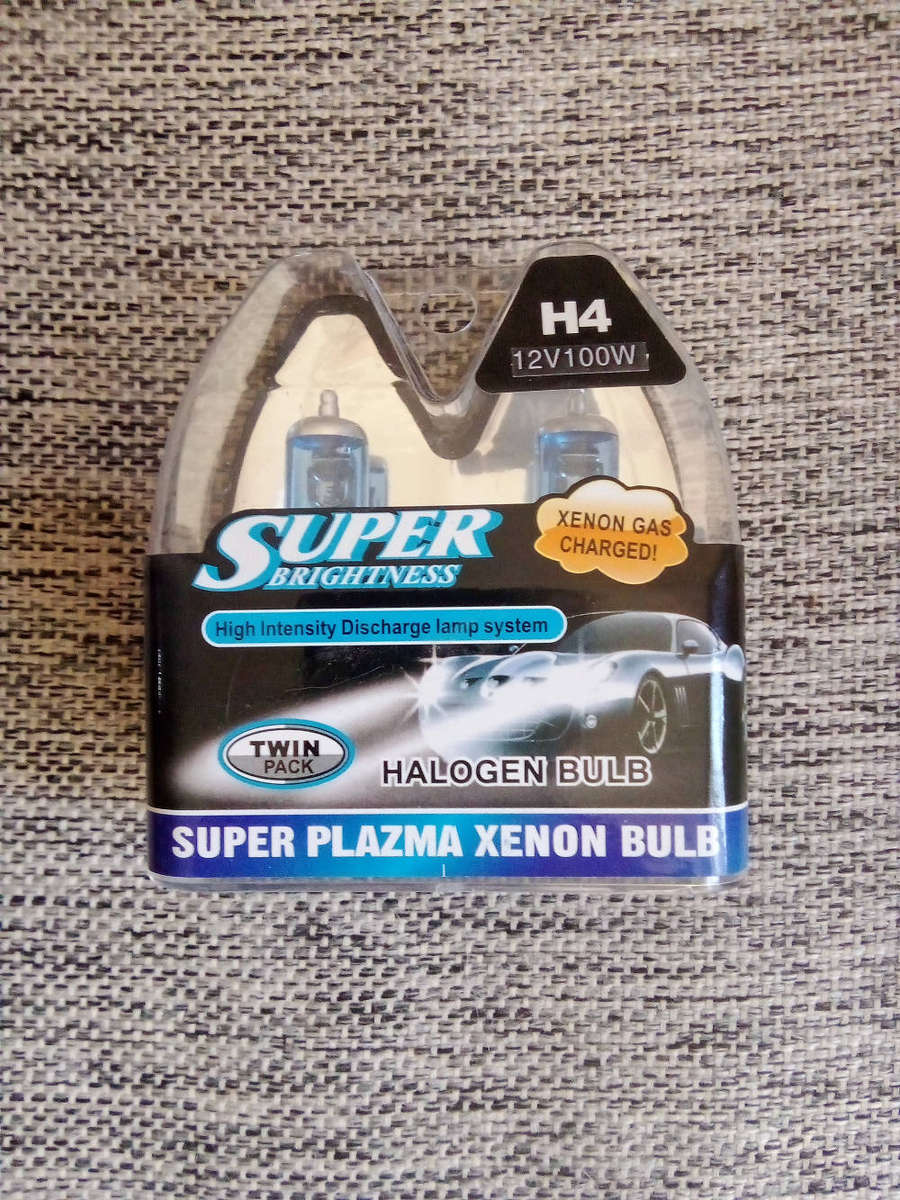 H4
12V100W
SUPER
BRIGHTNESS
XENON GAS
CHARGED!
High Intensity Discharge lamp system
TWIN
PACK
HALOGEN BULB
SUPER PLAZMA XENON BULB